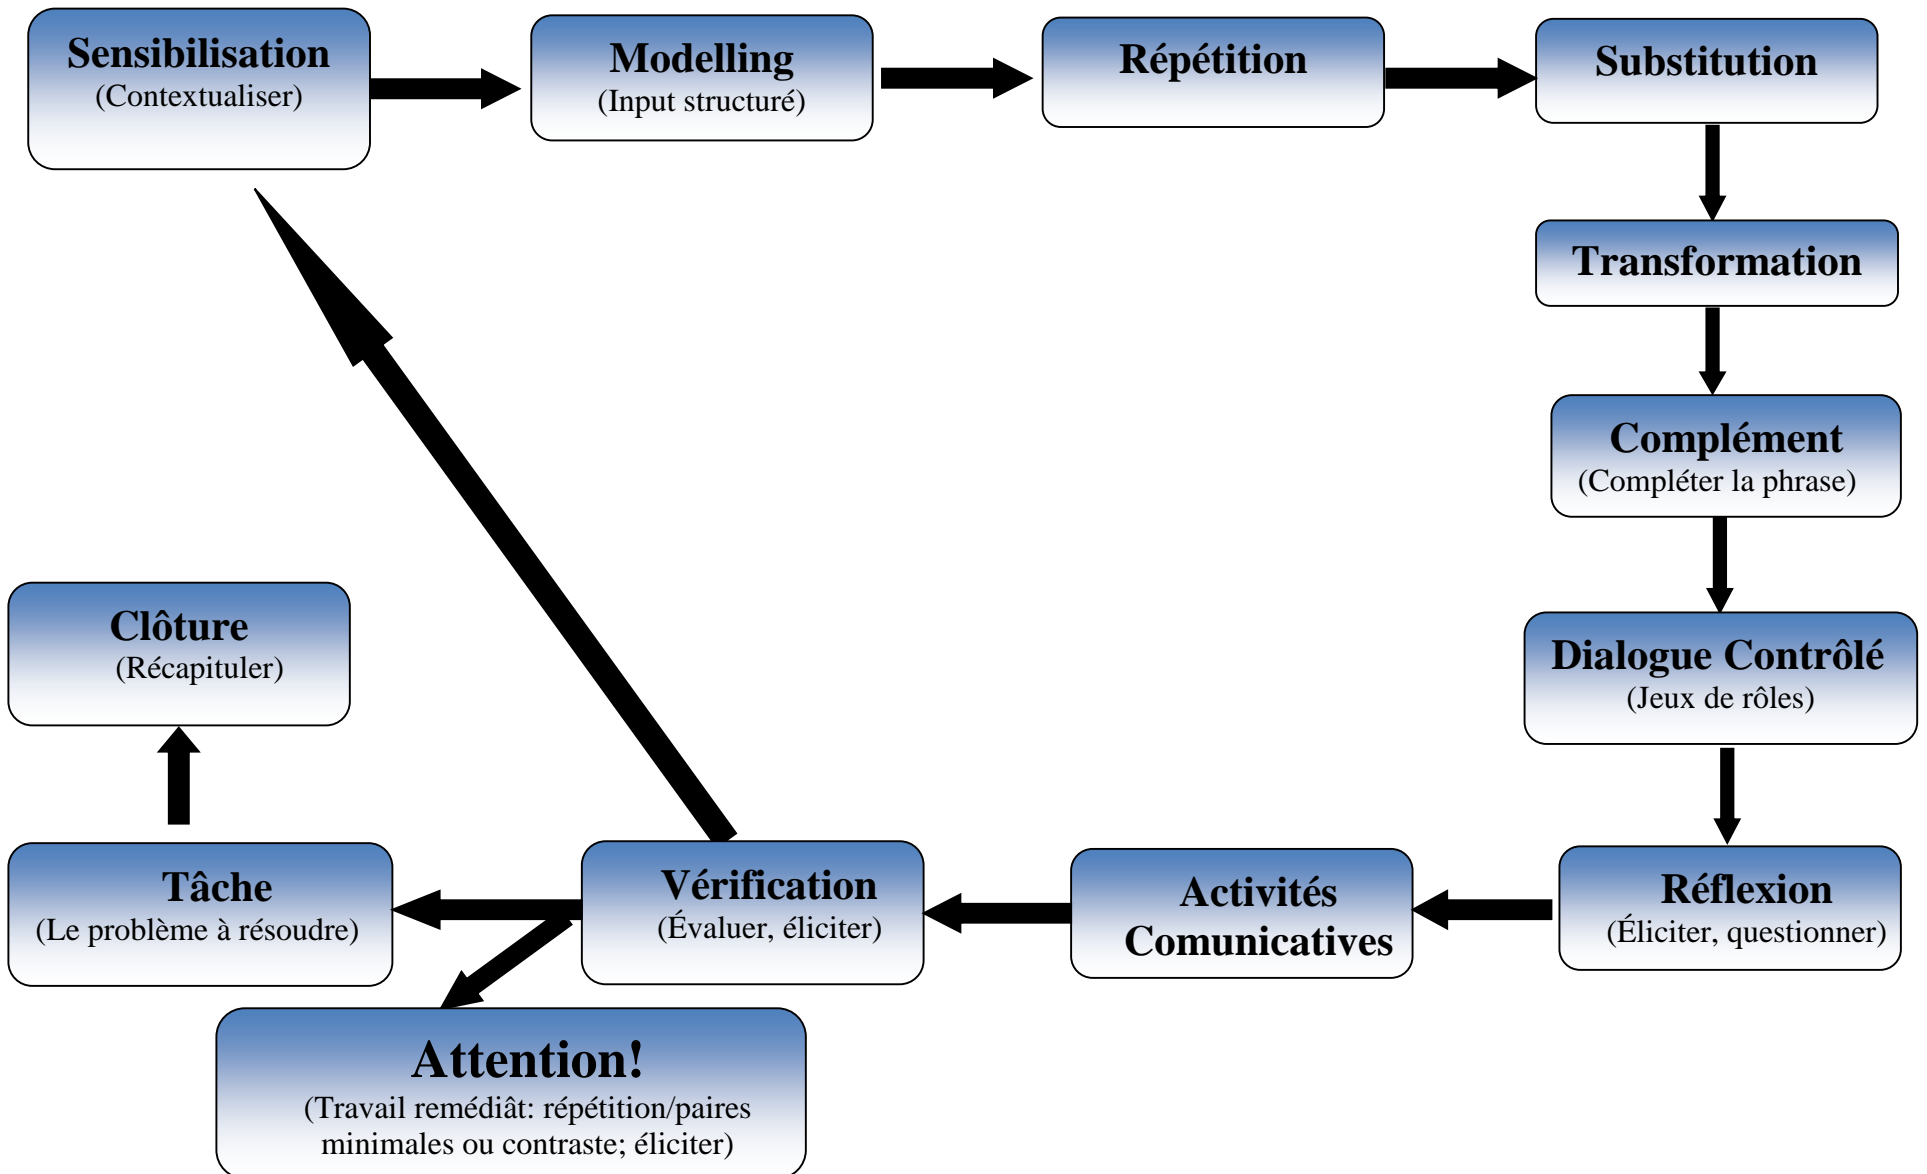 Sensibilisation
(Contextualiser)
Modelling
(Input structuré)
Répétition
Substitution
Transformation
Complément
(Compléter la phrase)
Dialogue Contrôlé
(Jeux de rôles)
Réflexion
(Éliciter, questionner)
Activités
Comunicatives
Vérification
(Évaluer, éliciter)
Tâche
(Le problème à résoudre)
Clôture
(Récapituler)
Attention!
(Travail remédiât: répétition/paires
minimales ou contraste; éliciter)